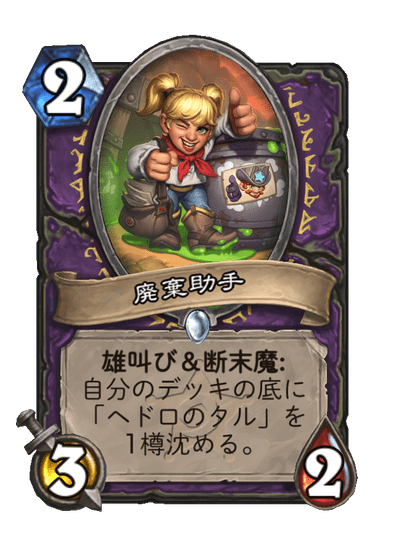 2
廃棄助手
雄叫び＆断末魔:
自分のデッキの底に
「ヘドロのタル」を
1樽沈める。
3
2